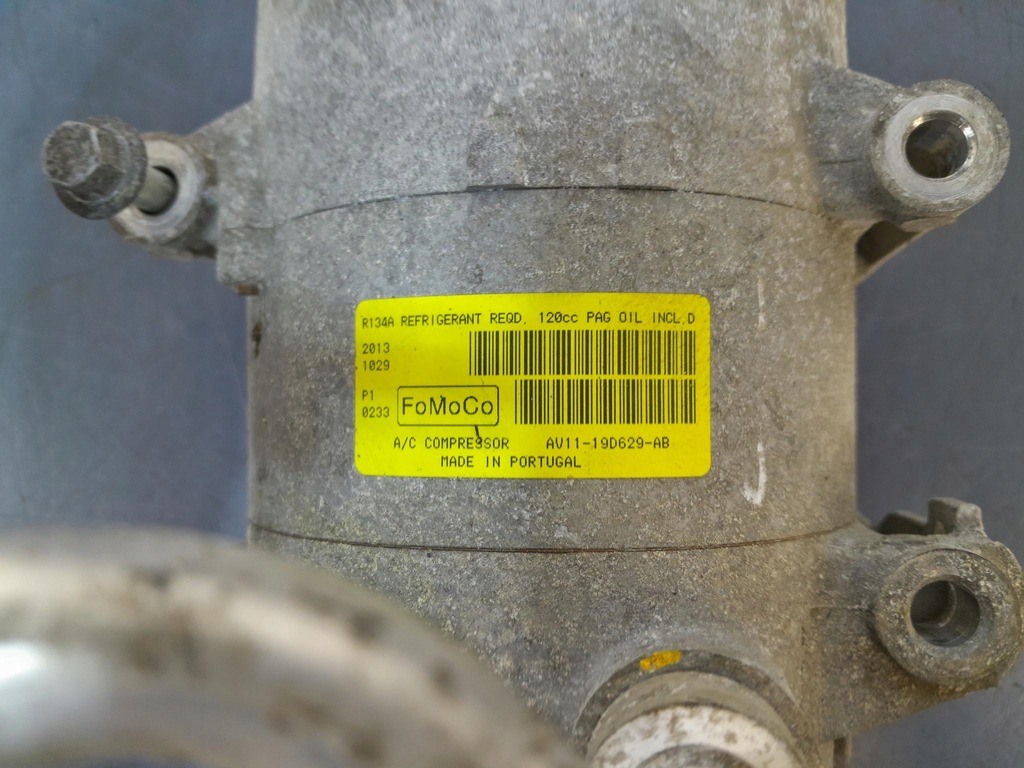 R134A REFRIGERANT REQD. 120cc PAG OIL INCL.D
2013
1029
P1
0233
FoMoCo
A/C COMPRESSOR AV11-19D629-AB
MADE IN PORTUGAL